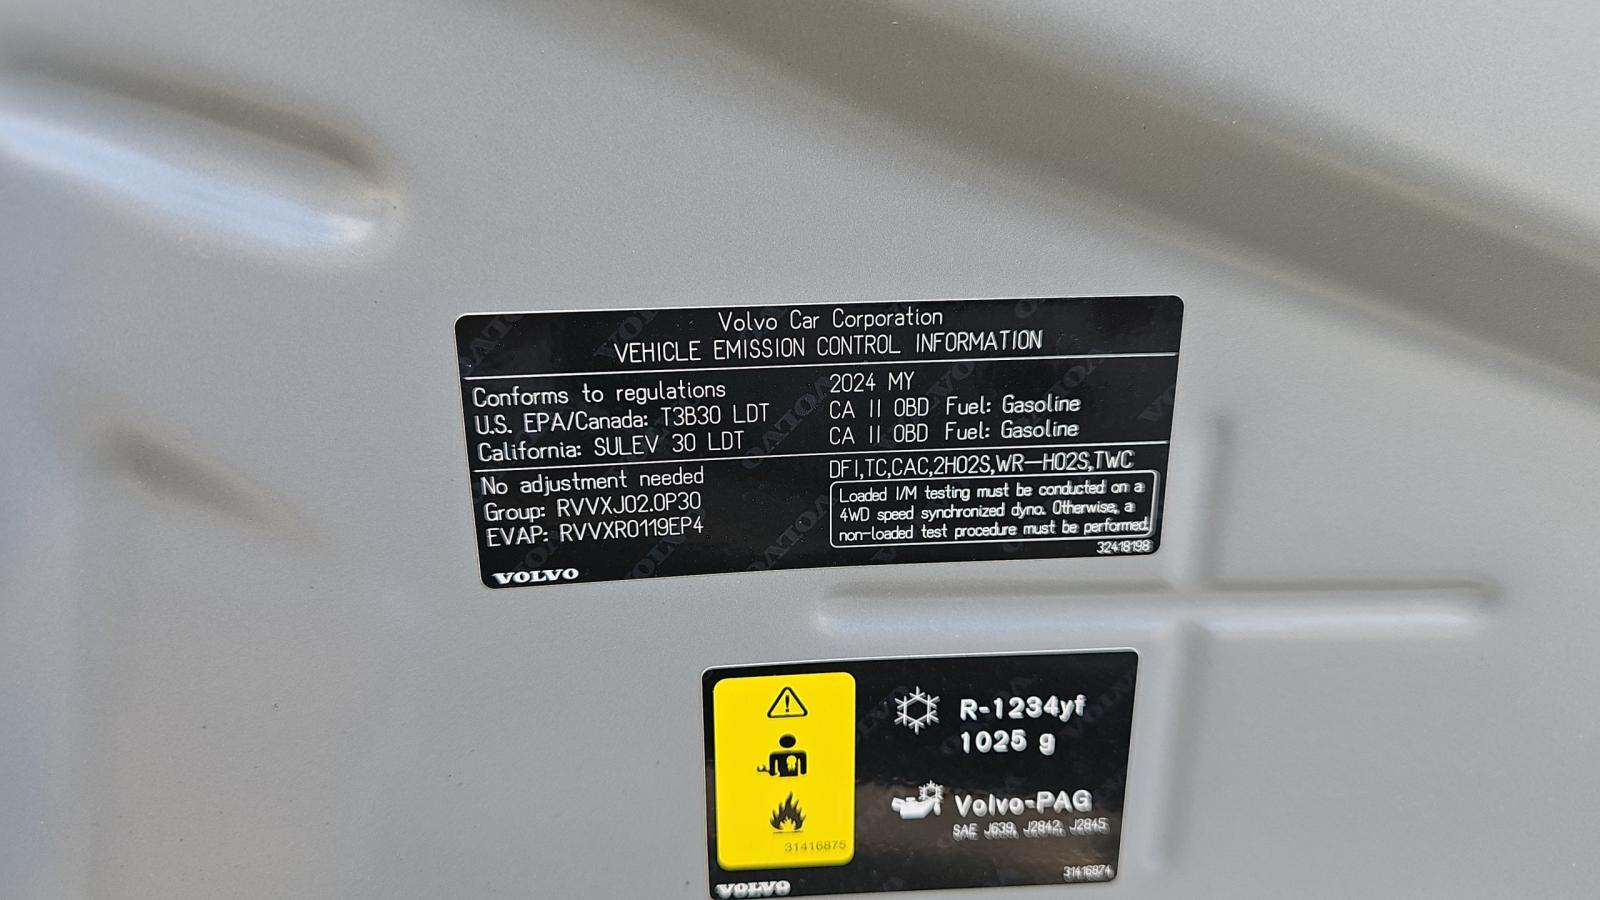 Volvo Car Corporation
VEHICLE EMISSION CONTROL INFORMATION
Conforms to regulations
U.S. EPA/Canada: T3B30 LDT
California: SULEV 30 LDT
2024 MY
CA II OBD Fuel: Gasoline
CA II OBD Fuel: Gasoline
No adjustment needed
Group: RVVXJ02.0P30
EVAP: RVVXR0119EP4
DFI,TC,CAC,2HO2S,WR-HO2S,TWC
Loaded I/M testing must be conducted on a
4WD speed synchronized dyno. Otherwise, a
non-loaded test procedure must be performed.
32418198
VOLVO
R-1234yf
1025 g
Volvo-PAG
SAE J639, J2842, J2845
31416875
31416874
VOLVO